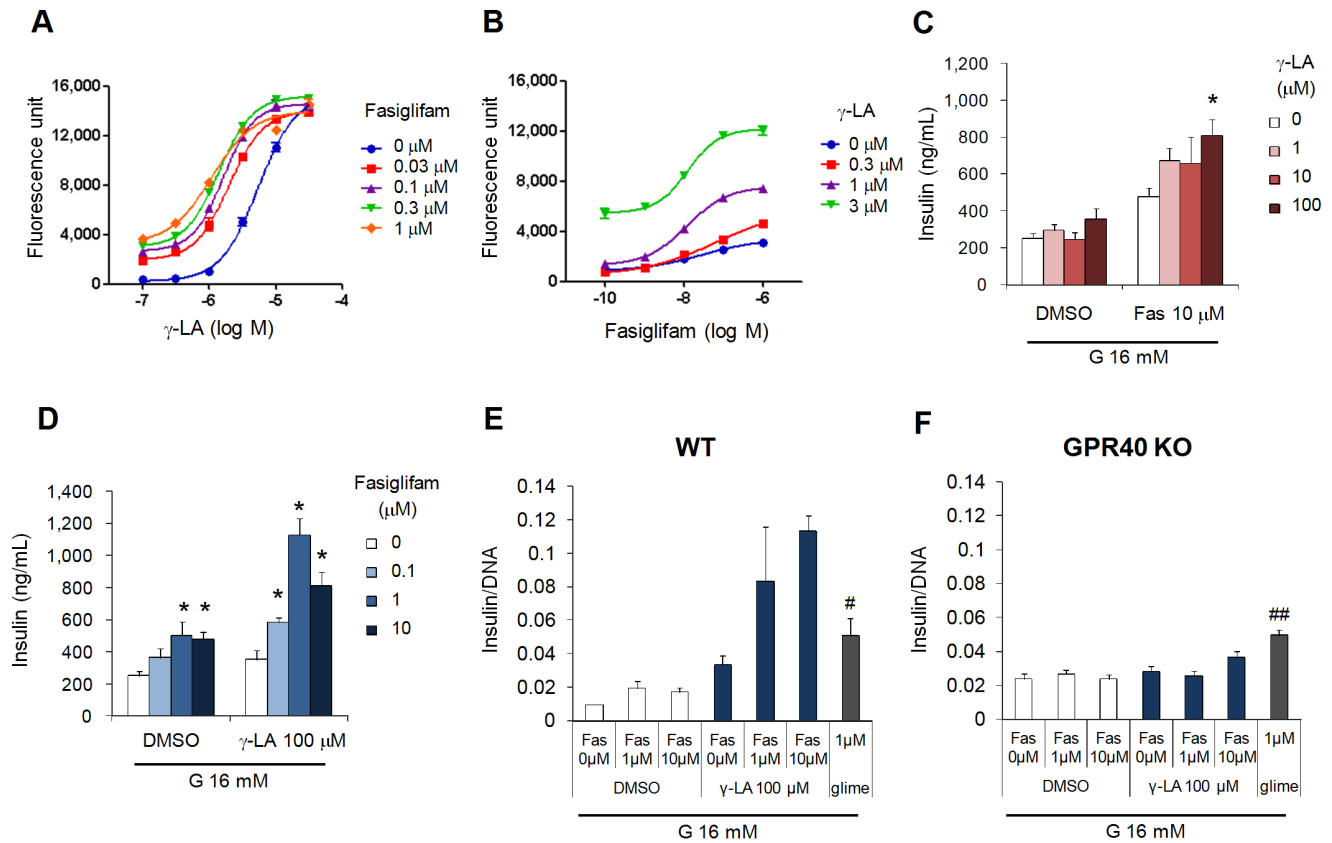 A
Fluorescence unit
16,000
12,000
8,000
4,000
0
-7
-6
-5
-4
γ-LA (log M)
Fasiglifam
0 μM
0.03 μM
0.1 μM
0.3 μM
1 μM
B
Fluorescence unit
16,000
12,000
8,000
4,000
0
-10
-8
-6
Fasiglifam (log M)
γ-LA
0 μM
0.3 μM
1 μM
3 μM
C
Insulin (ng/mL)
1,200
1,000
800
600
400
200
0
*
DMSO
Fas 10 μM
G 16 mM
γ-LA
(μM)
0
1
10
100
D
Insulin (ng/mL)
1,400
1,200
1,000
800
600
400
200
0
* * * * *
DMSO
γ-LA 100 μM
G 16 mM
Fasiglifam
(μM)
0
0.1
1
10
E
WT
Insulin/DNA
0.14
0.12
0.1
0.08
0.06
0.04
0.02
0
#
Fas Fas Fas Fas Fas Fas 1μM
0μM 1μM 10μM 0μM 1μM 10μM
DMSO γ-LA 100 μM glime
G 16 mM
F
GPR40 KO
Insulin/DNA
0.14
0.12
0.1
0.08
0.06
0.04
0.02
0
##
Fas Fas Fas Fas Fas Fas 1μM
0μM 1μM 10μM 0μM 1μM 10μM
DMSO γ-LA 100 μM glime
G 16 mM